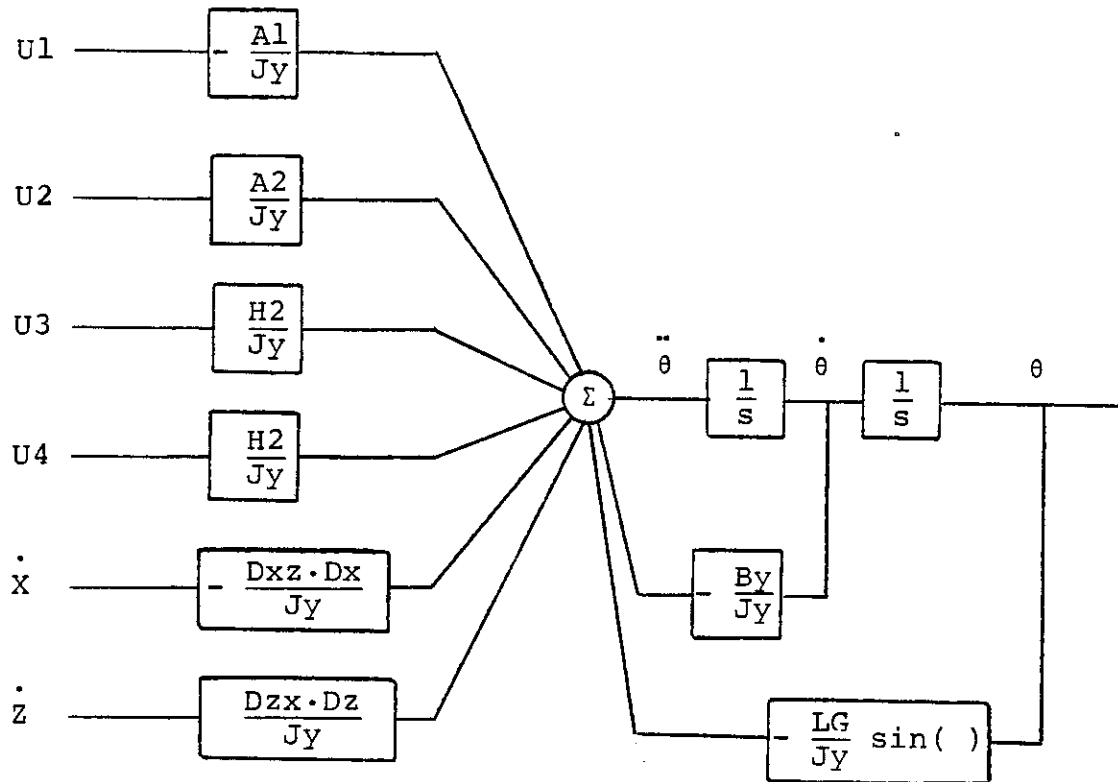 U1
- A1
Jy
U2
A2
Jy
U3
H2
Jy
U4
H2
Jy
Ẋ
- Dxz·Dx
Jy
Ż
Dzx·Dz
Jy
Σ
θ̈
1
s
θ̇
1
s
θ
- By
Jy
- LG
Jy sin( )